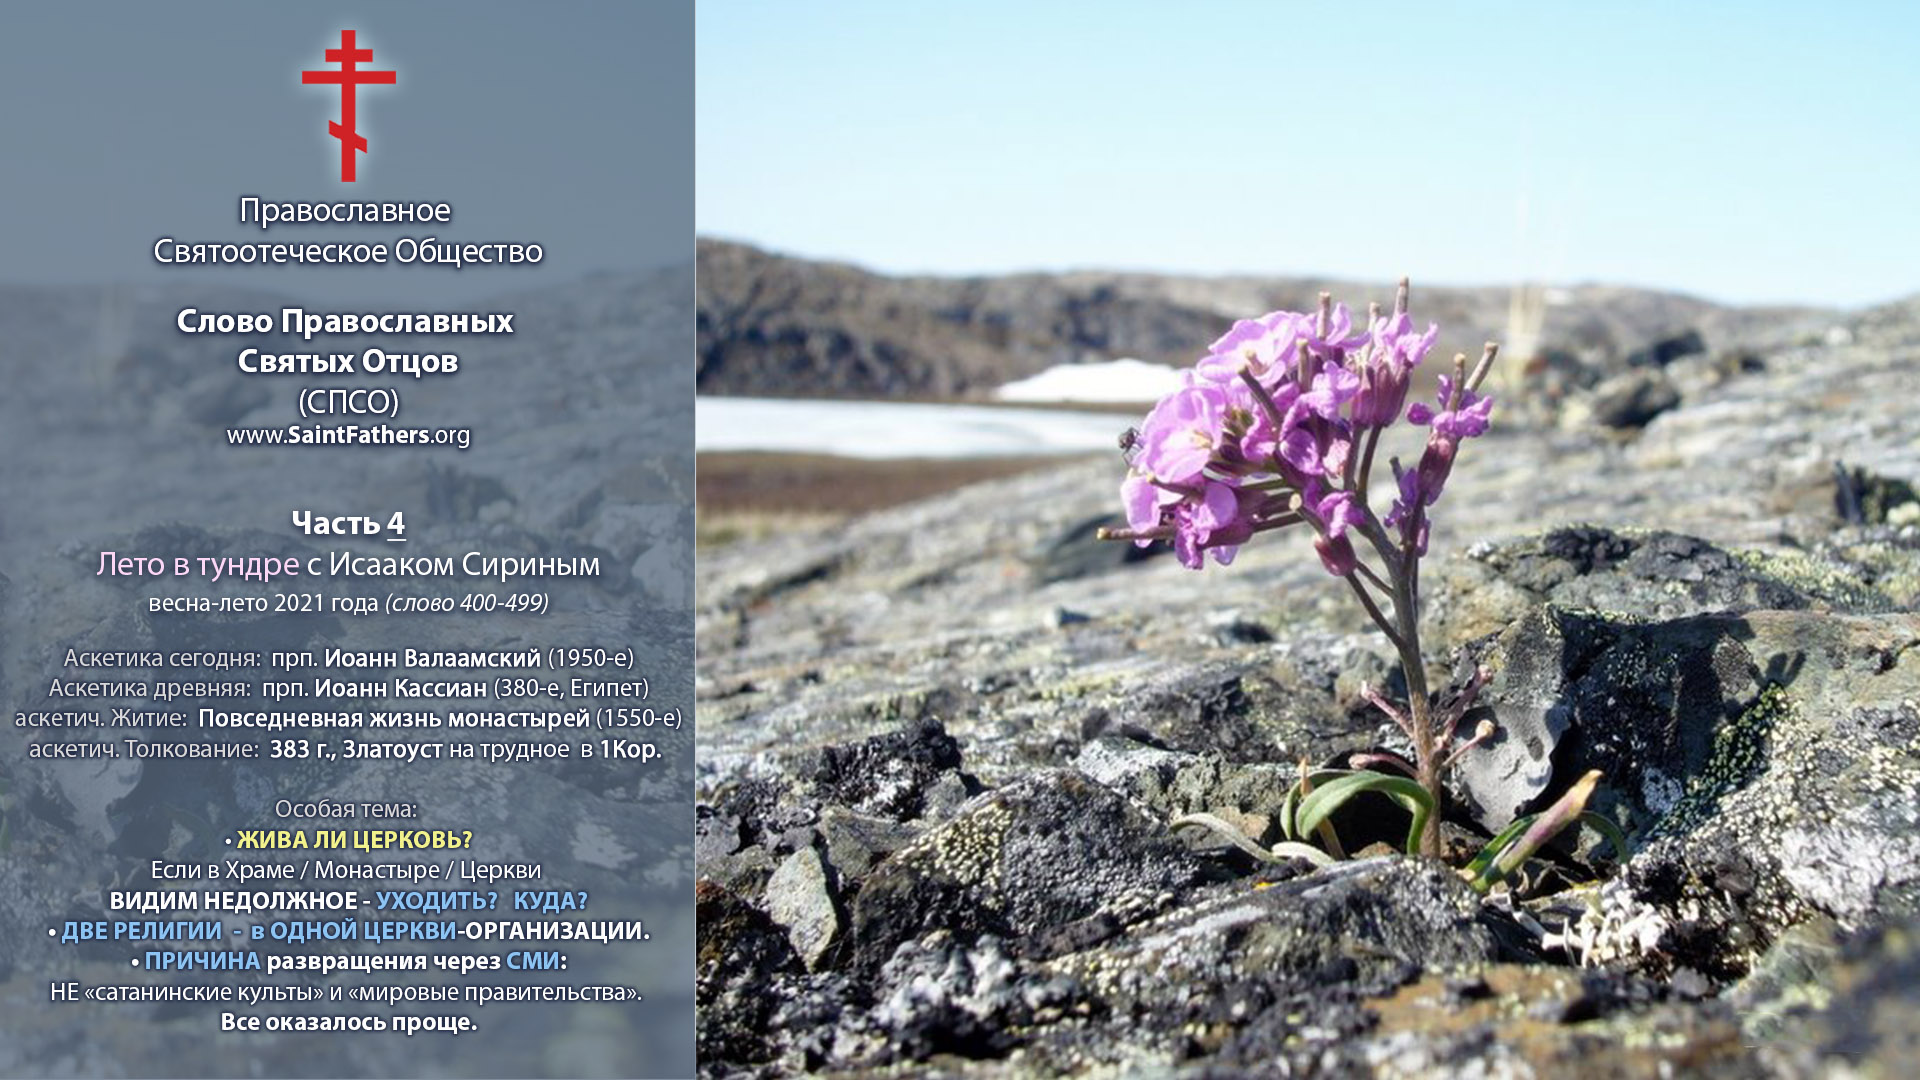 Православное
Святоотеческое Общество
Слово Православных
Святых Отцов
(СПСО)
www.SaintFathers.org
Часть 4
Лето в тундре с Исааком Сириным
весна-лето 2021 года (слово 400-499)
Аскетика сегодня: прп. Иоанн Валаамский (1950-е)
Аскетика древняя: прп. Иоанн Кассиан (380-е, Египет)
аскетич. Житие: Повседневная жизнь монастырей (1550-е)
аскетич. Толкование: 383 г., Златоуст на трудное в 1Кор.
Особая тема:
• ЖИВА ЛИ ЦЕРКОВЬ?
Если в Храме / Монастыре / Церкви
ВИДИМ НЕДОЛЖНОЕ - УХОДИТЬ? КУДА?
• ДВЕ РЕЛИГИИ - в ОДНОЙ ЦЕРКВИ-ОРГАНИЗАЦИИ.
• ПРИЧИНА развращения через СМИ:
НЕ «сатанинские культы» и «мировые правительства».
Все оказалось проще.